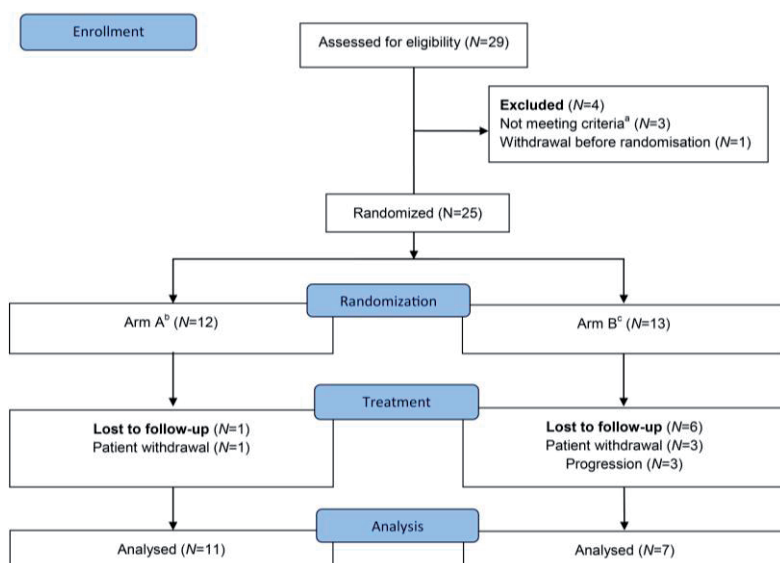 Enrollment
Assessed for eligibility (N=29)
Excluded (N=4)
Not meeting criteriaᵃ (N=3)
Withdrawal before randomisation (N=1)
Randomized (N=25)
Randomization
Arm Aᵇ (N=12)
Arm Bᶜ (N=13)
Treatment
Lost to follow-up (N=1)
Patient withdrawal (N=1)
Lost to follow-up (N=6)
Patient withdrawal (N=3)
Progression (N=3)
Analysis
Analysed (N=11)
Analysed (N=7)